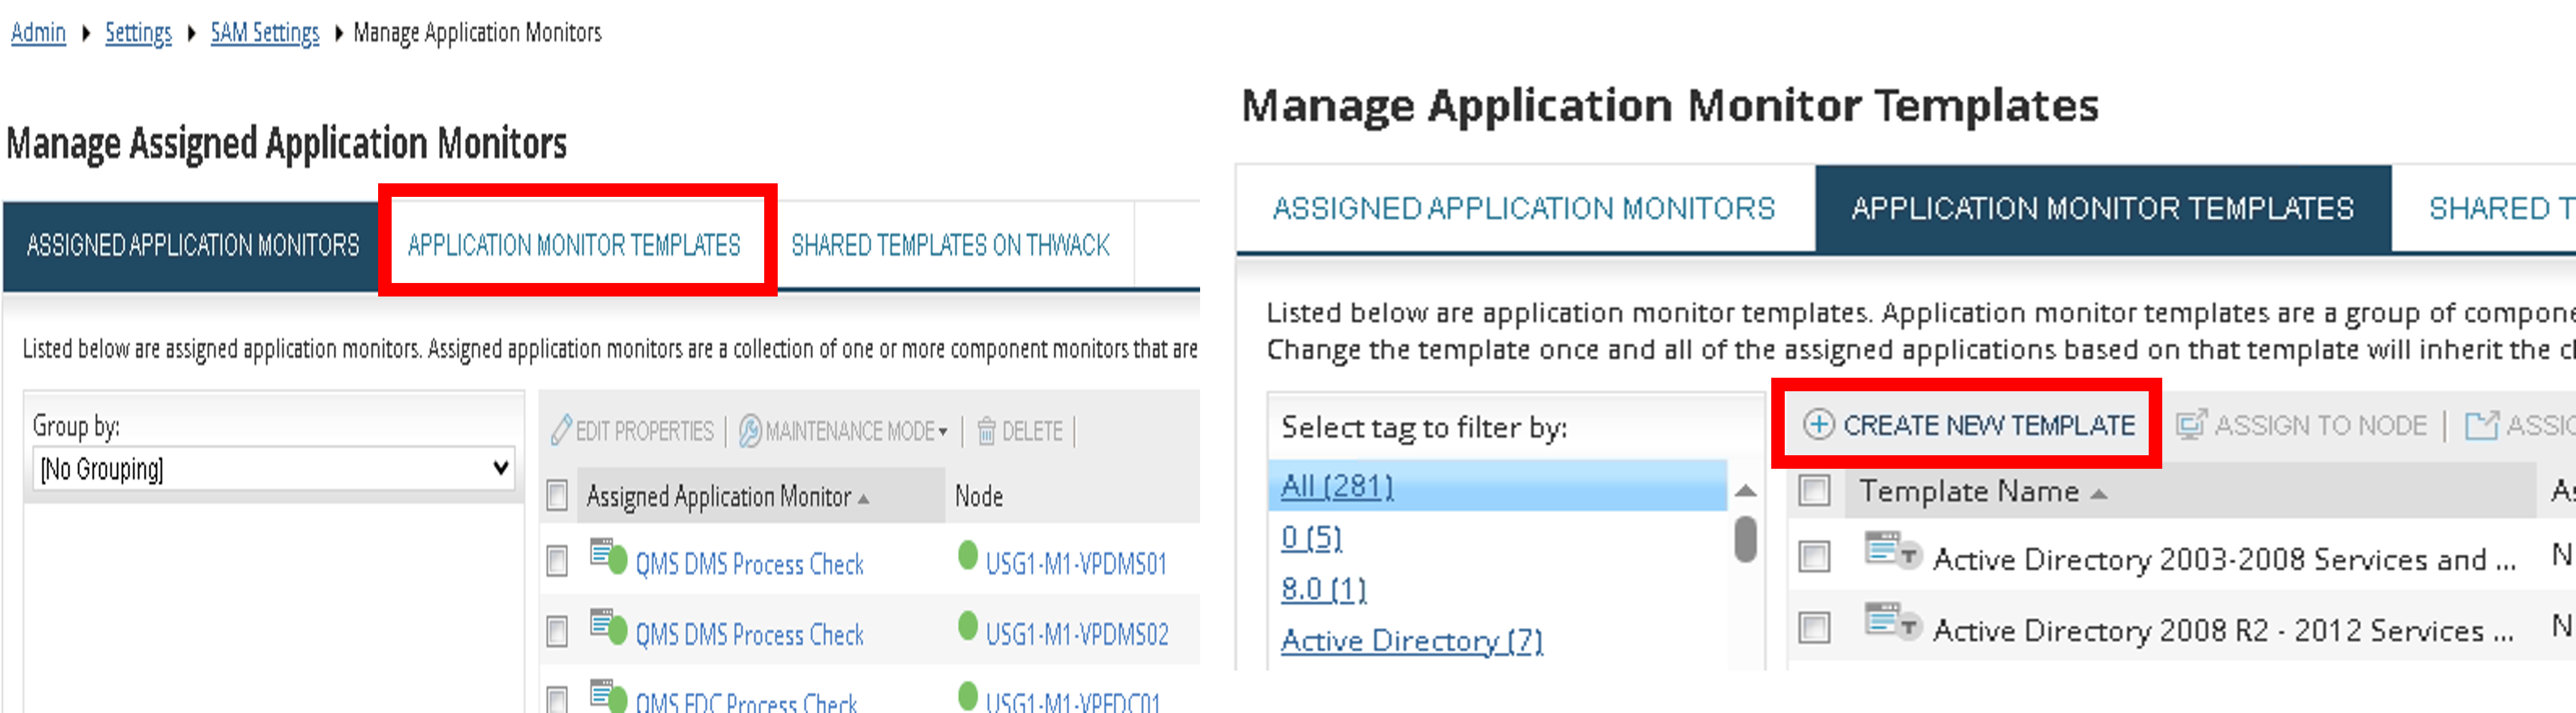 Admin ▸ Settings ▸ SAM Settings ▸ Manage Application Monitors
Manage Assigned Application Monitors
ASSIGNED APPLICATION MONITORS
APPLICATION MONITOR TEMPLATES
SHARED TEMPLATES ON THWACK
Listed below are assigned application monitors. Assigned application monitors are a collection of one or more component monitors that are
Group by:
[No Grouping]
EDIT PROPERTIES | MAINTENANCE MODE | DELETE |
Assigned Application Monitor Node
QMS DMS Process Check USG1-M1-VPDMS01
QMS DMS Process Check USG1-M1-VPDMS02
QMS FDC Process Check USG1-M1-VPFDC01
Manage Application Monitor Templates
ASSIGNED APPLICATION MONITORS
APPLICATION MONITOR TEMPLATES
SHARED T
Listed below are application monitor templates. Application monitor templates are a group of compone
Change the template once and all of the assigned applications based on that template will inherit the c
Select tag to filter by:
All (281)
0 (5)
8.0 (1)
Active Directory (7)
CREATE NEW TEMPLATE ASSIGN TO NODE | ASSIG
Template Name As
Active Directory 2003-2008 Services and ... N
Active Directory 2008 R2 - 2012 Services ... N